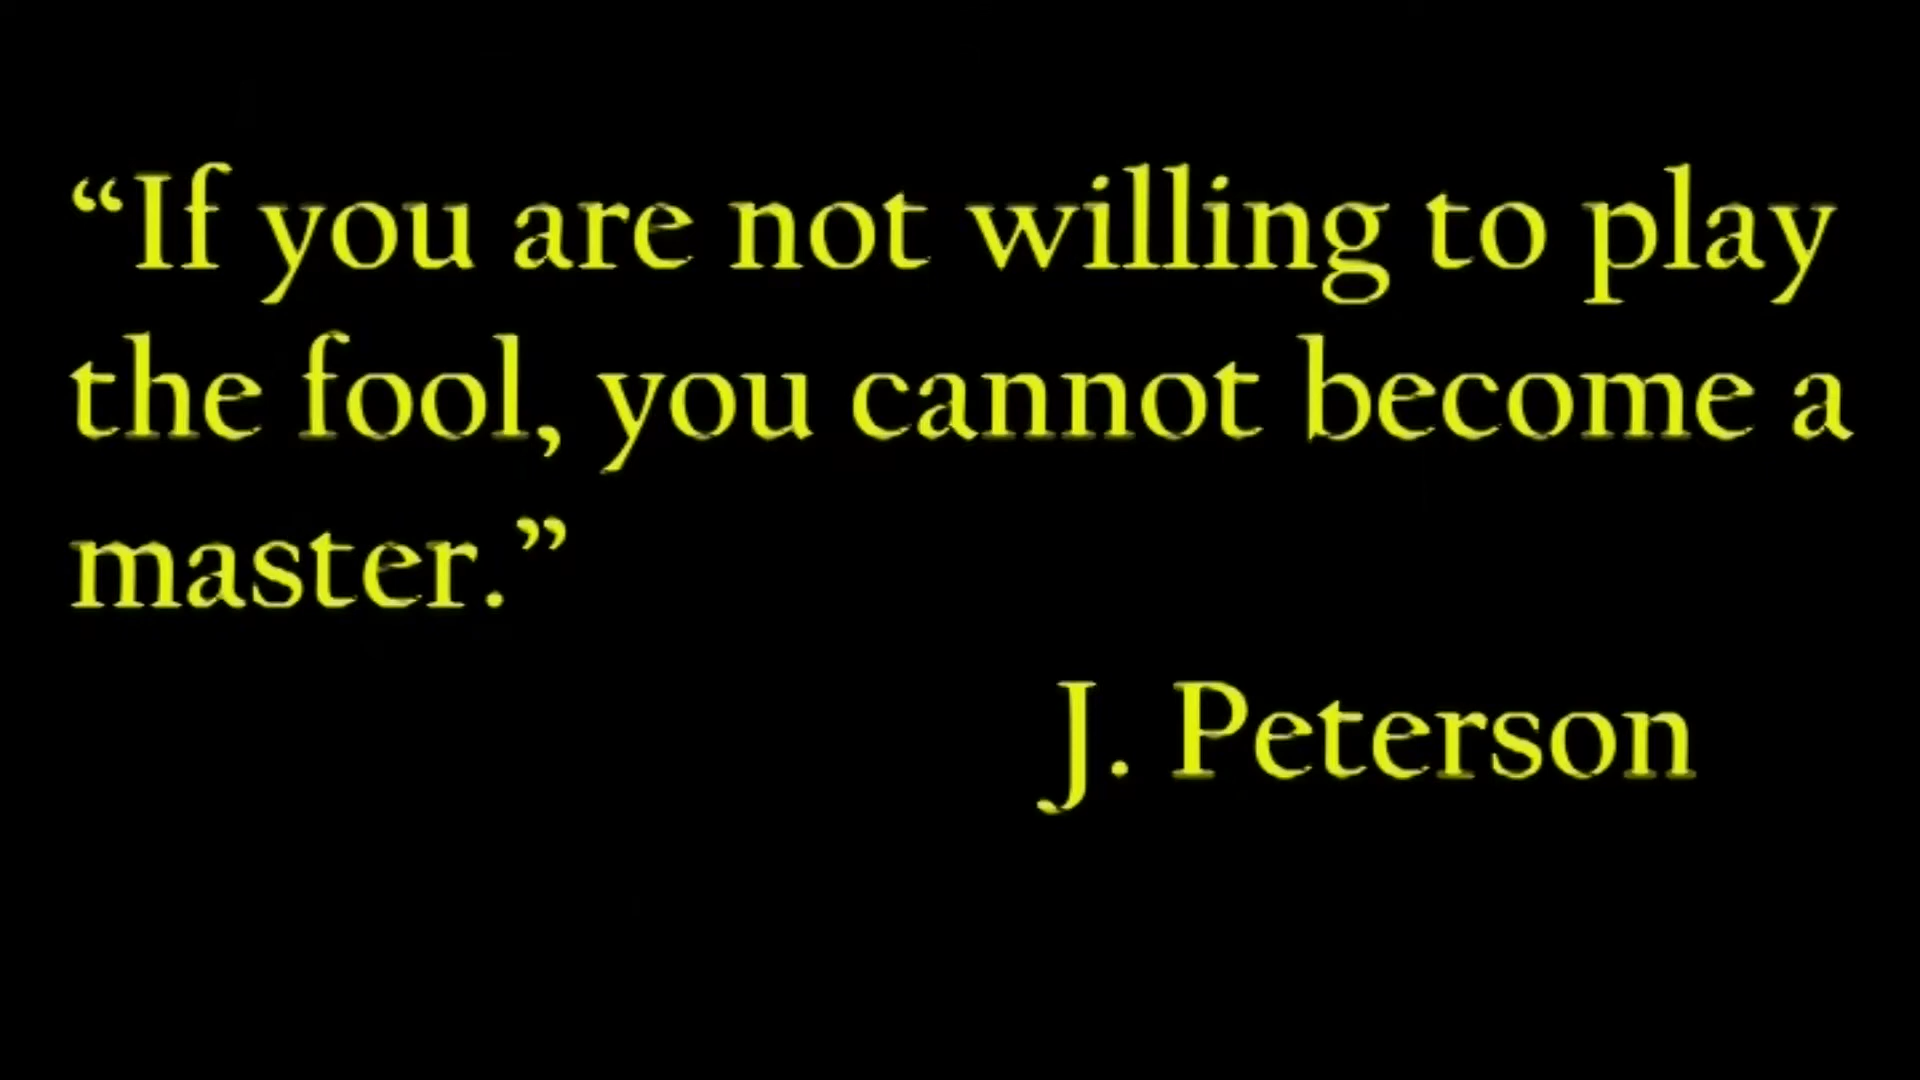 “If you are not willing to play
the fool, you cannot become a
master.”
J. Peterson